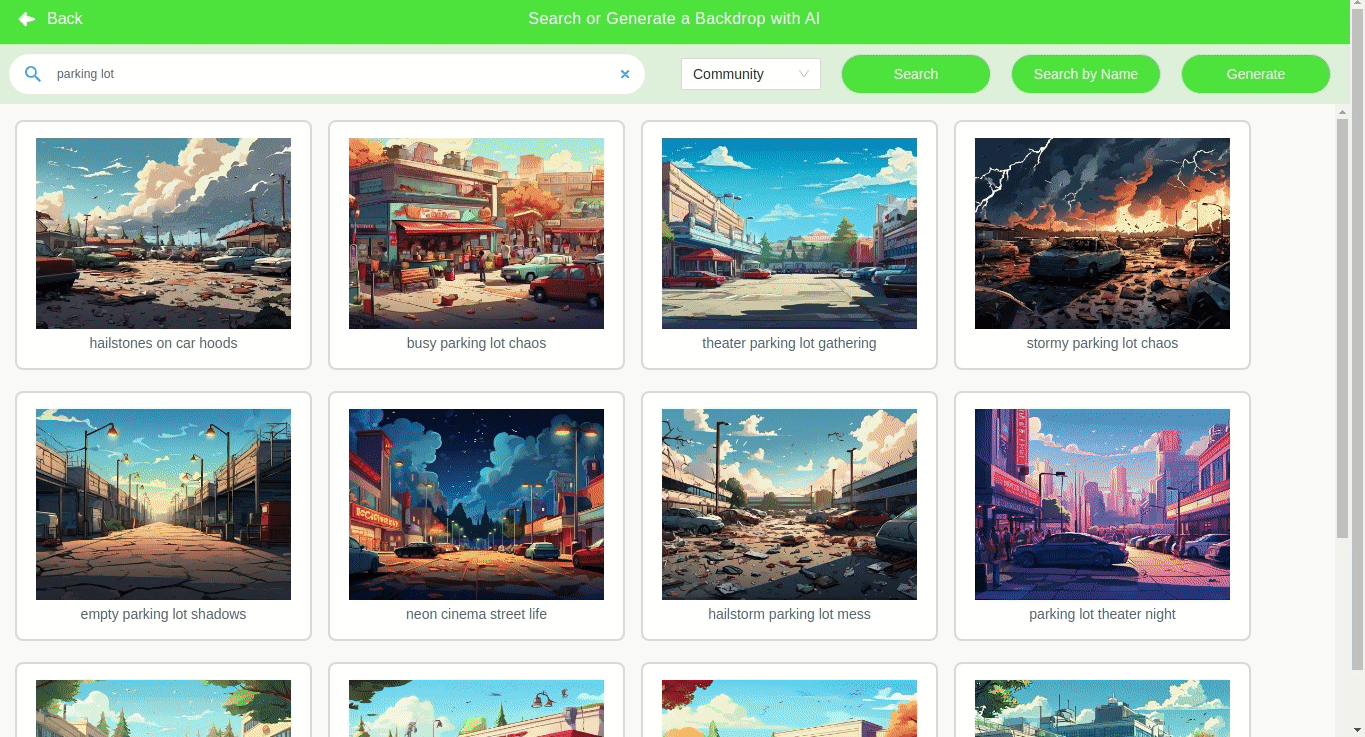 Back
Search or Generate a Backdrop with AI
parking lot
Community
Search
Search by Name
Generate
hailstones on car hoods
busy parking lot chaos
theater parking lot gathering
stormy parking lot chaos
empty parking lot shadows
neon cinema street life
hailstorm parking lot mess
parking lot theater night